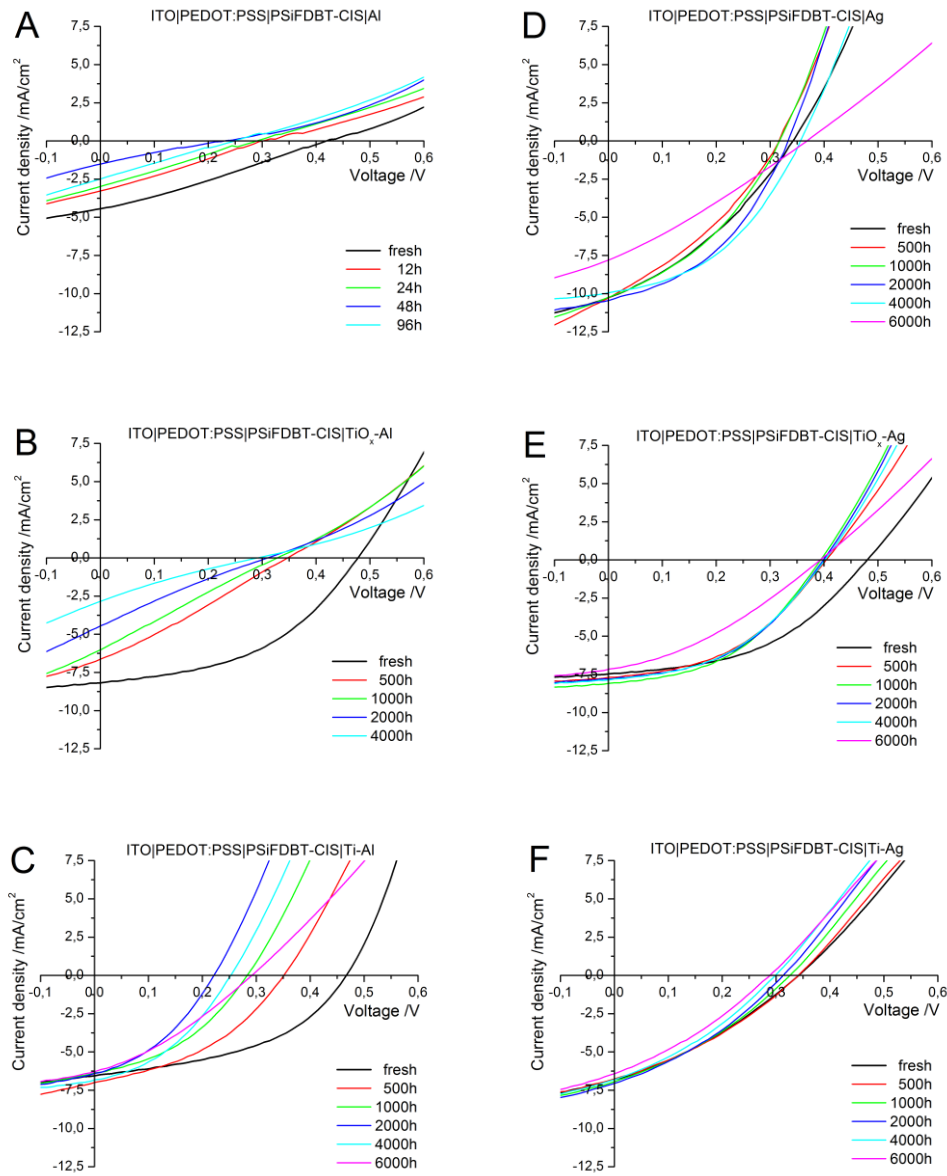 A
ITO|PEDOT:PSS|PSiFDBT-CIS|Al
Current density /mA/cm²
7,5
5,0
2,5
0,0
-2,5
-5,0
-7,5
-10,0
-12,5
-0,1 0,0 0,1 0,2 0,3 0,4 0,5 0,6
Voltage /V
fresh
12h
24h
48h
96h
D
ITO|PEDOT:PSS|PSiFDBT-CIS|Ag
Current density /mA/cm²
7,5
5,0
2,5
0,0
-2,5
-5,0
-7,5
-10,0
-12,5
-0,1 0,0 0,1 0,2 0,3 0,4 0,5 0,6
Voltage /V
fresh
500h
1000h
2000h
4000h
6000h
B
ITO|PEDOT:PSS|PSiFDBT-CIS|TiOₓ-Al
Current density /mA/cm²
7,5
5,0
2,5
0,0
-2,5
-5,0
-7,5
-10,0
-12,5
-0,1 0,0 0,1 0,2 0,3 0,4 0,5 0,6
Voltage /V
fresh
500h
1000h
2000h
4000h
E
ITO|PEDOT:PSS|PSiFDBT-CIS|TiOₓ-Ag
Current density /mA/cm²
7,5
5,0
2,5
0,0
-2,5
-5,0
-7,5
-10,0
-12,5
-0,1 0,0 0,1 0,2 0,3 0,4 0,5 0,6
Voltage /V
fresh
500h
1000h
2000h
4000h
6000h
C
ITO|PEDOT:PSS|PSiFDBT-CIS|Ti-Al
Current density /mA/cm²
7,5
5,0
2,5
0,0
-2,5
-5,0
-7,5
-10,0
-12,5
-0,1 0,0 0,1 0,2 0,3 0,4 0,5 0,6
Voltage /V
fresh
500h
1000h
2000h
4000h
6000h
F
ITO|PEDOT:PSS|PSiFDBT-CIS|Ti-Ag
Current density /mA/cm²
7,5
5,0
2,5
0,0
-2,5
-5,0
-7,5
-10,0
-12,5
-0,1 0,0 0,1 0,2 0,3 0,4 0,5 0,6
Voltage /V
fresh
500h
1000h
2000h
4000h
6000h